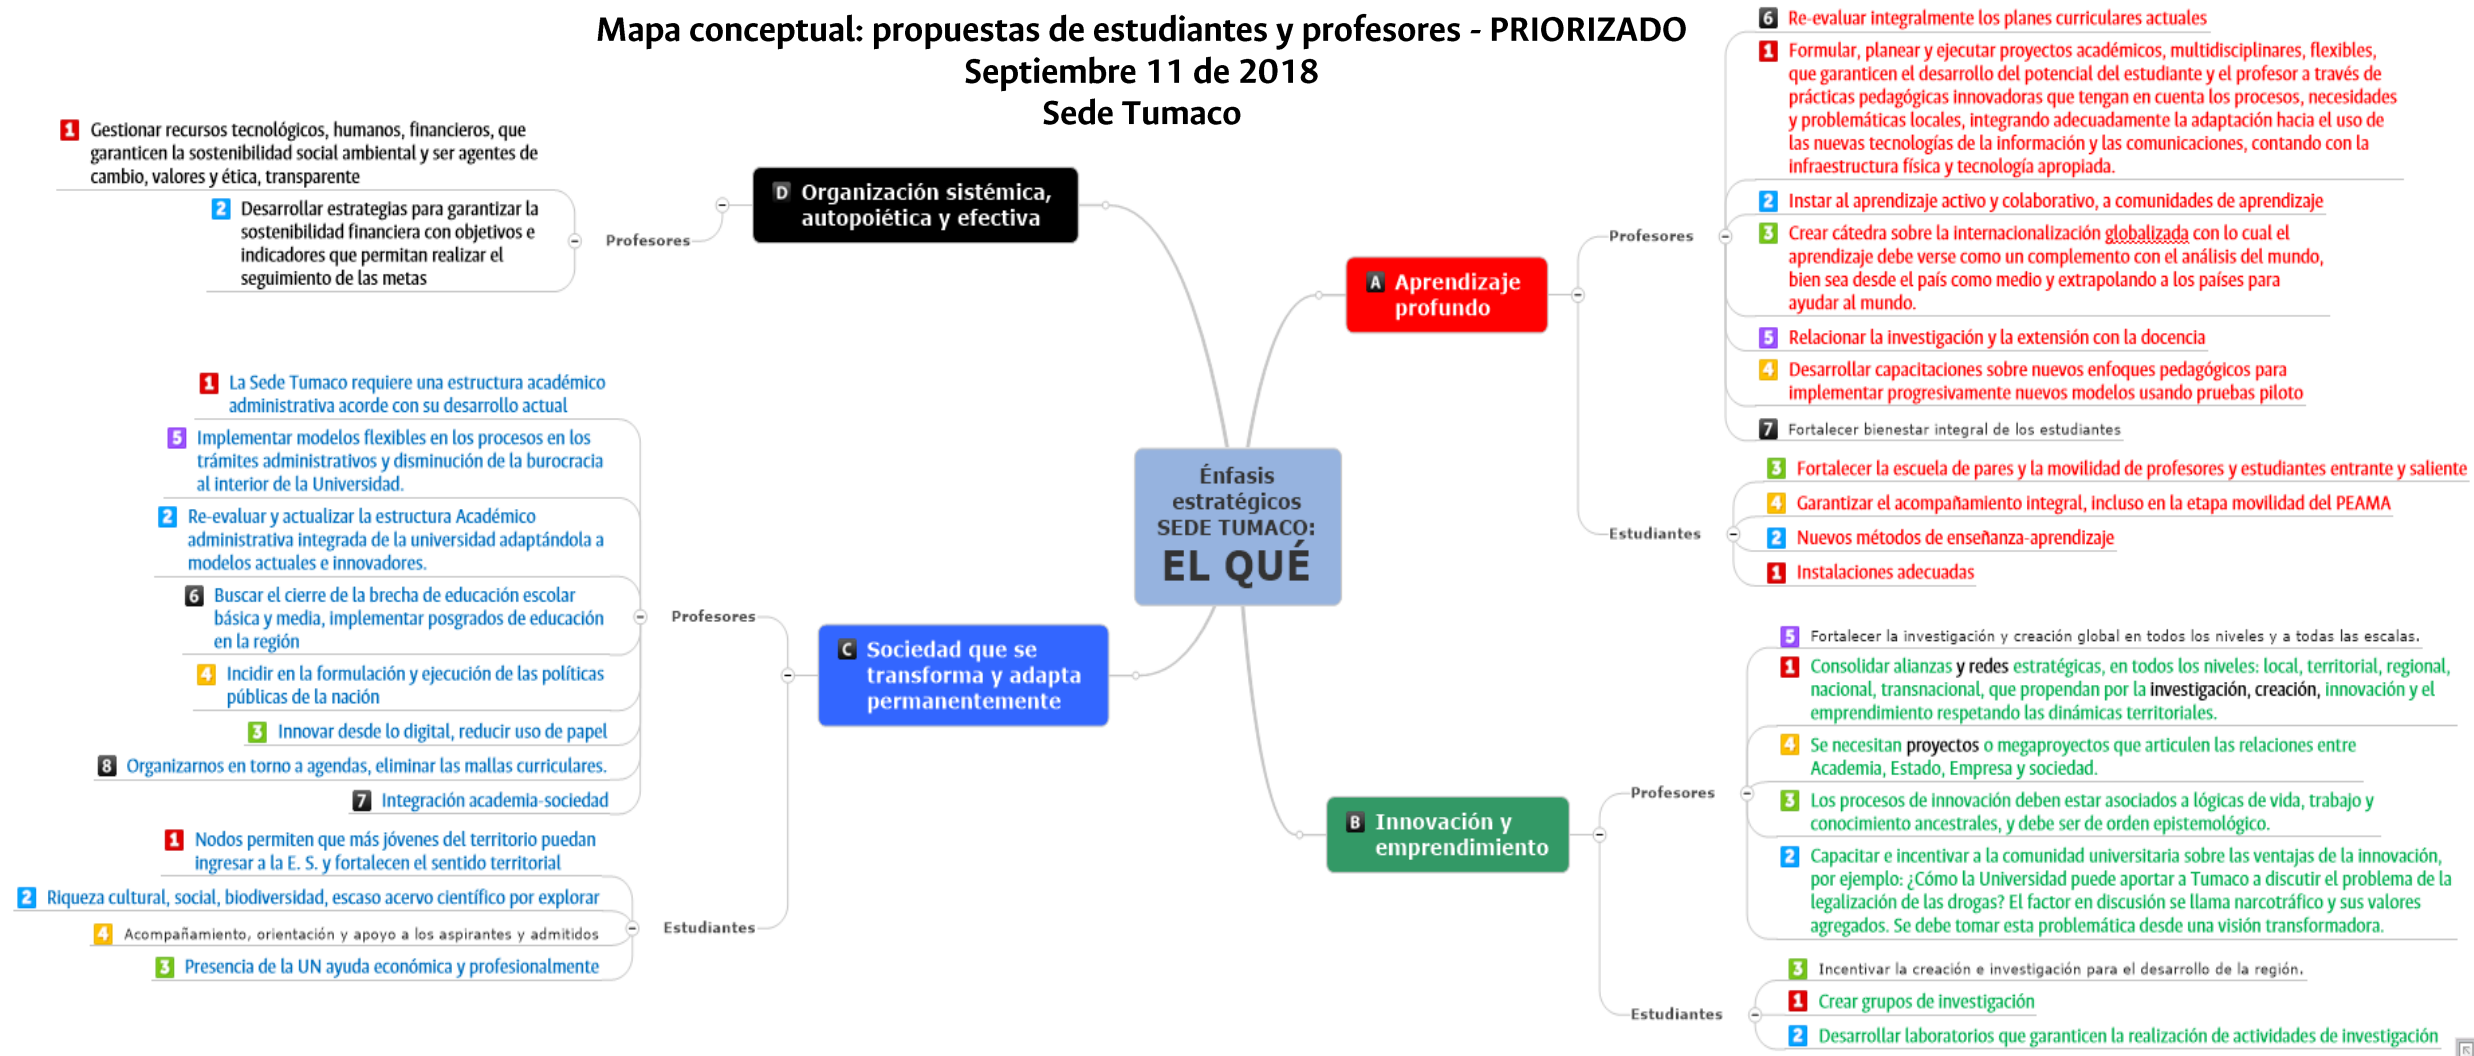 Mapa conceptual: propuestas de estudiantes y profesores - PRIORIZADO
Septiembre 11 de 2018
Sede Tumaco
Énfasis
estratégicos
SEDE TUMACO:
EL QUÉ
A Aprendizaje
profundo
Profesores
6 Re-evaluar integralmente los planes curriculares actuales
1 Formular, planear y ejecutar proyectos académicos, multidisciplinares, flexibles,
que garanticen el desarrollo del potencial del estudiante y el profesor a través de
prácticas pedagógicas innovadoras que tengan en cuenta los procesos, necesidades
y problemáticas locales, integrando adecuadamente la adaptación hacia el uso de
las nuevas tecnologías de la información y las comunicaciones, contando con la
infraestructura física y tecnología apropiada.
2 Instar al aprendizaje activo y colaborativo, a comunidades de aprendizaje
3 Crear cátedra sobre la internacionalización globalizada con lo cual el
aprendizaje debe verse como un complemento con el análisis del mundo,
bien sea desde el país como medio y extrapolando a los países para
ayudar al mundo.
5 Relacionar la investigación y la extensión con la docencia
4 Desarrollar capacitaciones sobre nuevos enfoques pedagógicos para
implementar progresivamente nuevos modelos usando pruebas piloto
7 Fortalecer bienestar integral de los estudiantes
Estudiantes
3 Fortalecer la escuela de pares y la movilidad de profesores y estudiantes entrante y saliente
4 Garantizar el acompañamiento integral, incluso en la etapa movilidad del PEAMA
2 Nuevos métodos de enseñanza-aprendizaje
1 Instalaciones adecuadas
B Innovación y
emprendimiento
Profesores
5 Fortalecer la investigación y creación global en todos los niveles y a todas las escalas.
1 Consolidar alianzas y redes estratégicas, en todos los niveles: local, territorial, regional,
nacional, transnacional, que propendan por la investigación, creación, innovación y el
emprendimiento respetando las dinámicas territoriales.
4 Se necesitan proyectos o megaproyectos que articulen las relaciones entre
Academia, Estado, Empresa y sociedad.
3 Los procesos de innovación deben estar asociados a lógicas de vida, trabajo y
conocimiento ancestrales, y debe ser de orden epistemológico.
2 Capacitar e incentivar a la comunidad universitaria sobre las ventajas de la innovación,
por ejemplo: ¿Cómo la Universidad puede aportar a Tumaco a discutir el problema de la
legalización de las drogas? El factor en discusión se llama narcotráfico y sus valores
agregados. Se debe tomar esta problemática desde una visión transformadora.
Estudiantes
3 Incentivar la creación e investigación para el desarrollo de la región.
1 Crear grupos de investigación
2 Desarrollar laboratorios que garanticen la realización de actividades de investigación
D Organización sistémica,
autopoiética y efectiva
Profesores
1 Gestionar recursos tecnológicos, humanos, financieros, que
garanticen la sostenibilidad social ambiental y ser agentes de
cambio, valores y ética, transparente
2 Desarrollar estrategias para garantizar la
sostenibilidad financiera con objetivos e
indicadores que permitan realizar el
seguimiento de las metas
C Sociedad que se
transforma y adapta
permanentemente
Profesores
1 La Sede Tumaco requiere una estructura académico
administrativa acorde con su desarrollo actual
5 Implementar modelos flexibles en los procesos en los
trámites administrativos y disminución de la burocracia
al interior de la Universidad.
2 Re-evaluar y actualizar la estructura Académico
administrativa integrada de la universidad adaptándola a
modelos actuales e innovadores.
6 Buscar el cierre de la brecha de educación escolar
básica y media, implementar posgrados de educación
en la región
4 Incidir en la formulación y ejecución de las políticas
públicas de la nación
3 Innovar desde lo digital, reducir uso de papel
8 Organizarnos en torno a agendas, eliminar las mallas curriculares.
7 Integración academia-sociedad
Estudiantes
1 Nodos permiten que más jóvenes del territorio puedan
ingresar a la E. S. y fortalecen el sentido territorial
2 Riqueza cultural, social, biodiversidad, escaso acervo científico por explorar
4 Acompañamiento, orientación y apoyo a los aspirantes y admitidos
3 Presencia de la UN ayuda económica y profesionalmente